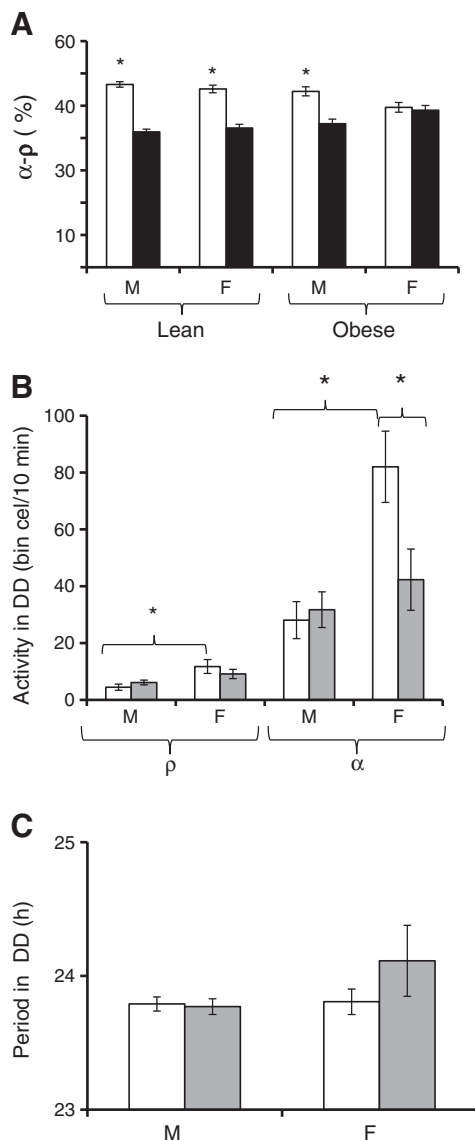 A
α-ρ ( %)
60
40
30
10
*
*
*
M
F
M
F
Lean
Obese
B
Activity in DD (bin cel/10 min)
100
80
60
40
20
0
*
*
*
M
F
M
F
ρ
α
C
Period in DD (h)
25
24
23
M
F